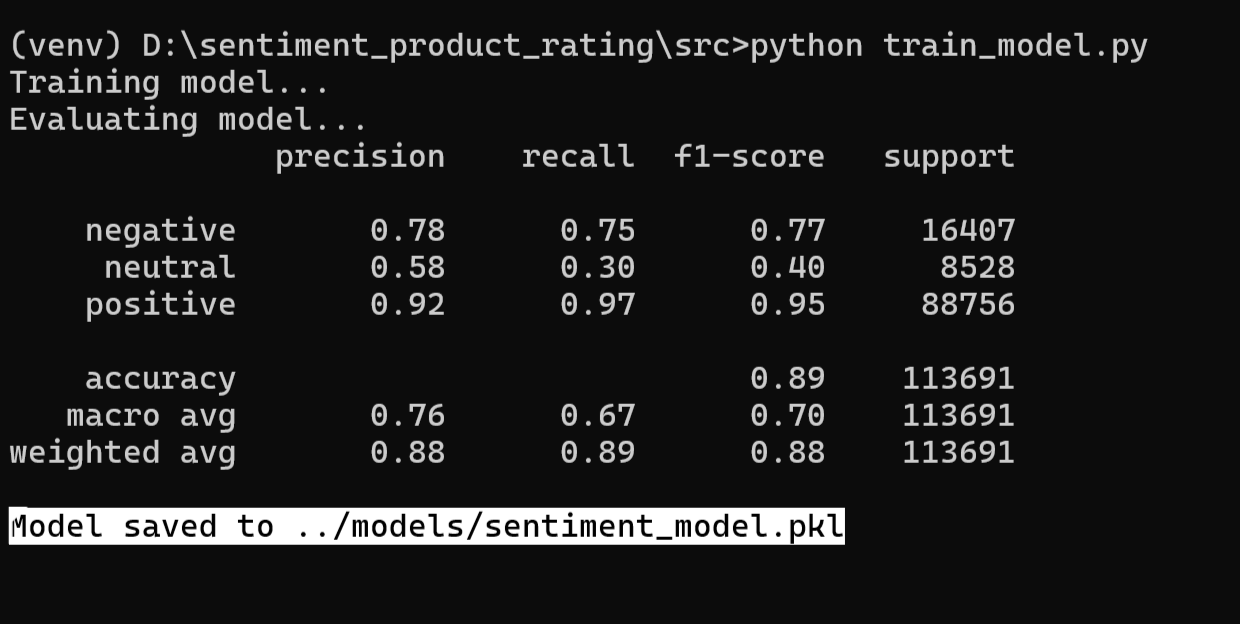 (venv) D:\sentiment_product_rating\src>python train_model.py
Training model...
Evaluating model...
              precision    recall  f1-score   support

    negative       0.78      0.75      0.77     16407
     neutral       0.58      0.30      0.40      8528
    positive       0.92      0.97      0.95     88756

    accuracy                           0.89    113691
   macro avg       0.76      0.67      0.70    113691
weighted avg       0.88      0.89      0.88    113691

Model saved to ../models/sentiment_model.pkl